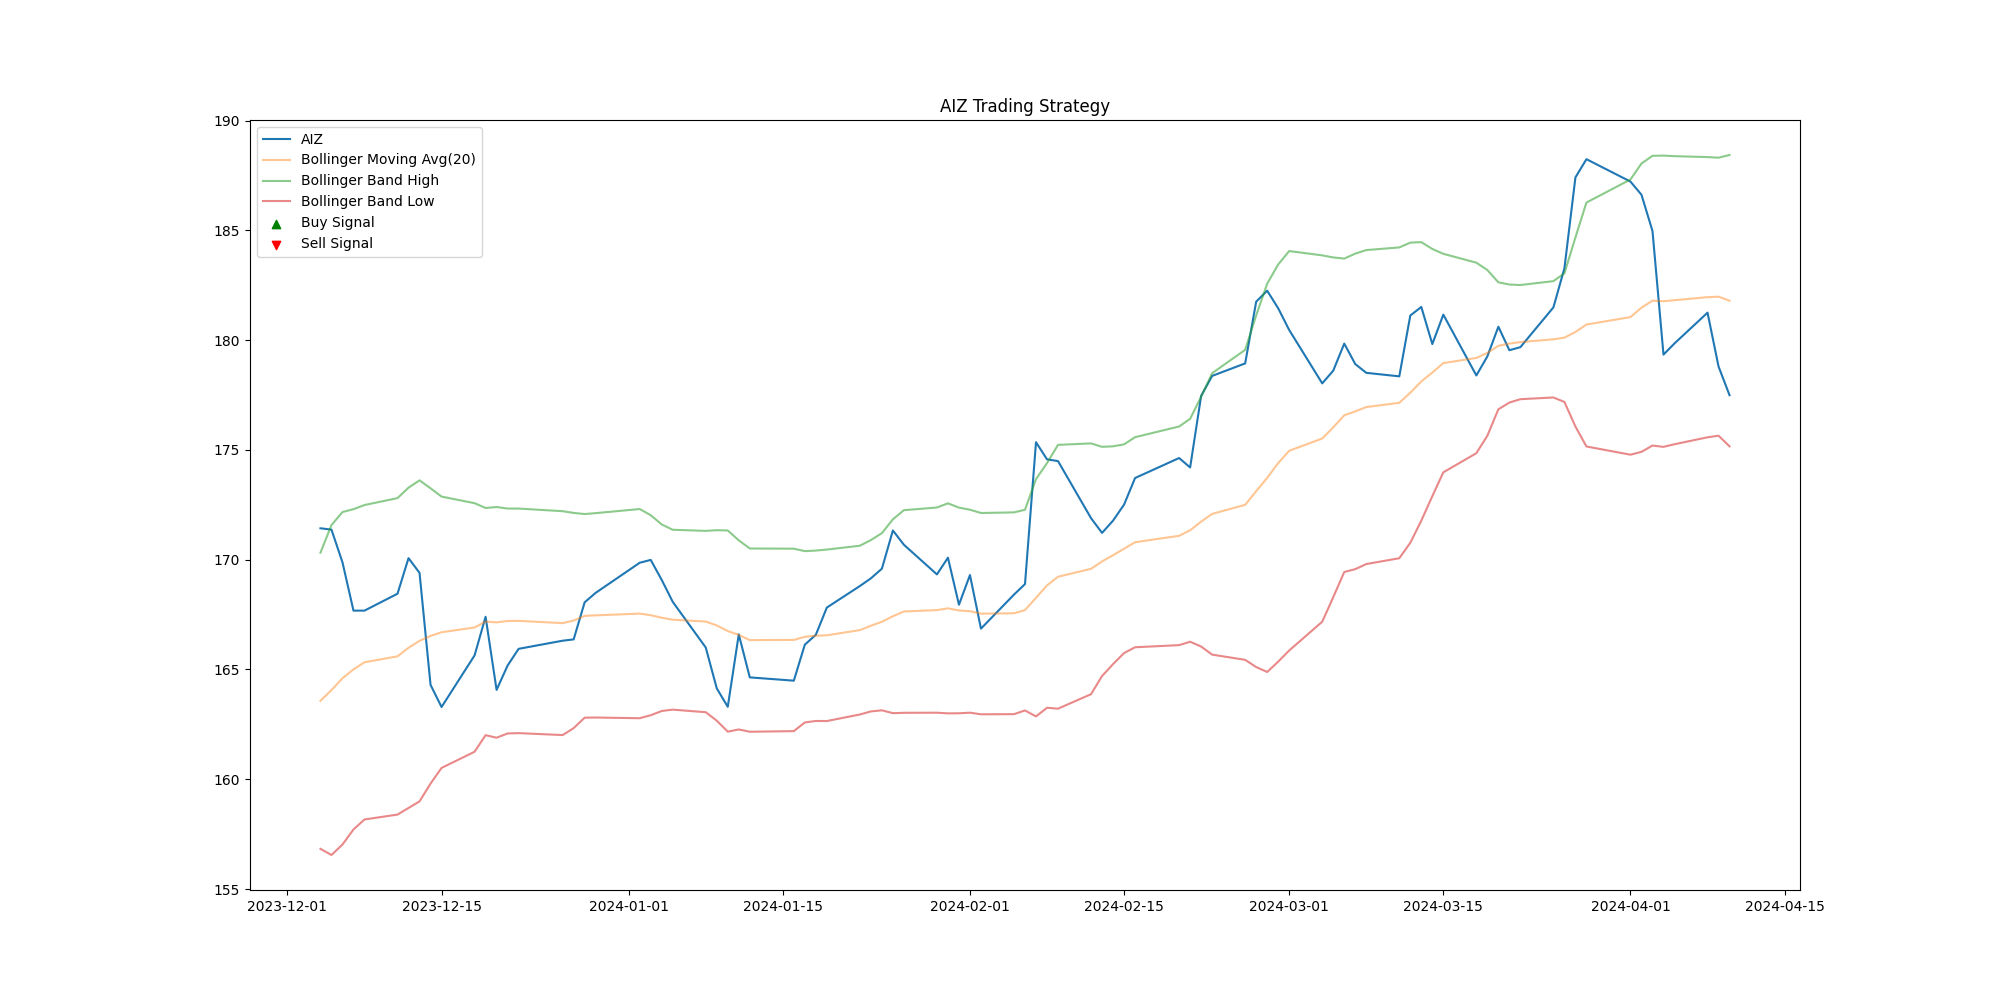 AIZ Trading Strategy
190
185
180
175
170
165
160
155
AIZ
Bollinger Moving Avg(20)
Bollinger Band High
Bollinger Band Low
Buy Signal
Sell Signal
2023-12-01 2023-12-15 2024-01-01 2024-01-15 2024-02-01 2024-02-15 2024-03-01 2024-03-15 2024-04-01 2024-04-15